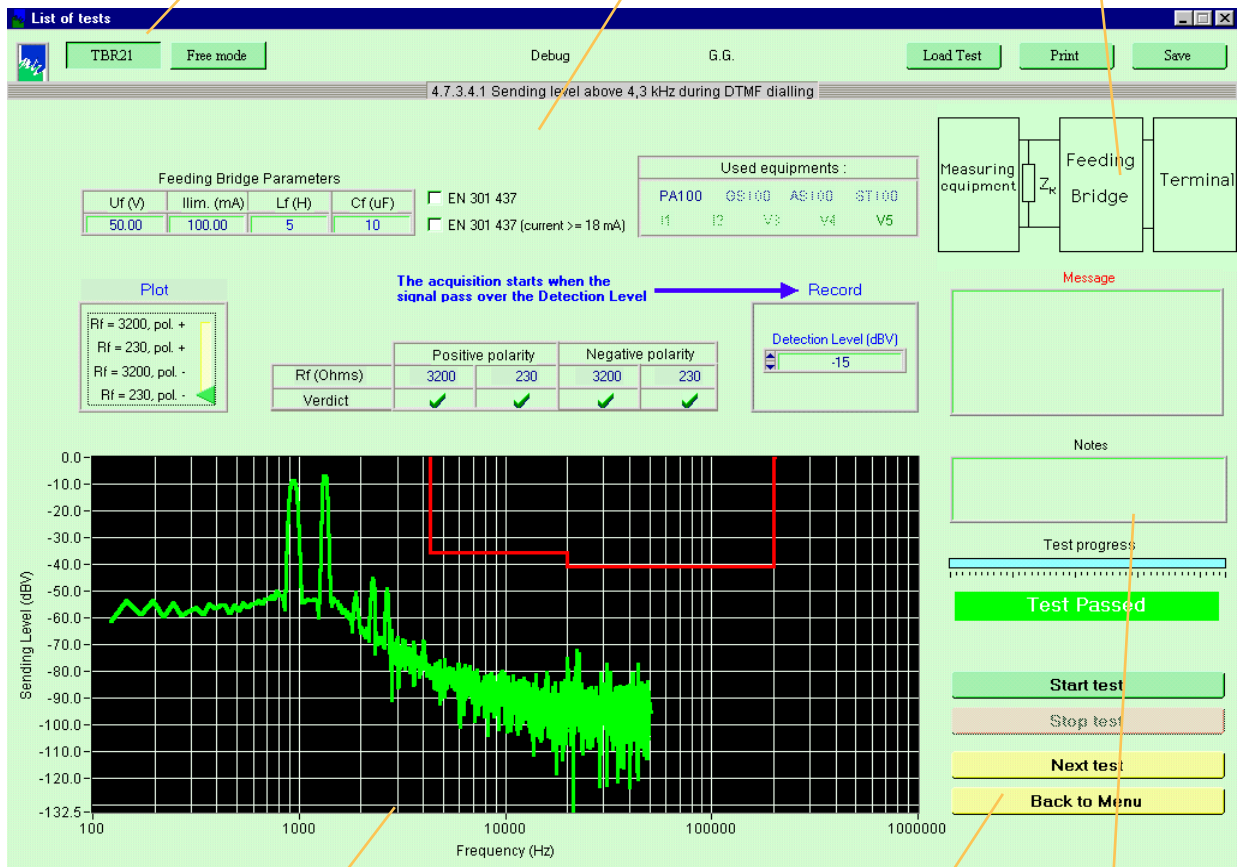 List of tests
TBR21
Free mode
Debug
G.G.
Load Test
Print
Save
4.7.3.4.1 Sending level above 4,3 kHz during DTMF dialling
Feeding Bridge Parameters
Uf (V) Ilim. (mA) Lf (H) Cf (uF)
50.00 100.00 5 10
EN 301 437
EN 301 437 (current >= 18 mA)
Used equipments :
PA100 GS100 AS100 ST100
I1 I2 V3 V4 V5
Measuring
equipment
ZR
Feeding
Bridge
Terminal
Plot
Rf = 3200, pol. +
Rf = 230, pol. +
Rf = 3200, pol. -
Rf = 230, pol. -
The acquisition starts when the
signal pass over the Detection Level
Record
Detection Level (dBV)
-15
Positive polarity Negative polarity
Rf (Ohms) 3200 230 3200 230
Verdict
Message
Notes
Test progress
Test Passed
Start test
Stop test
Next test
Back to Menu
Sending Level (dBV)
0.0
-10.0
-20.0
-30.0
-40.0
-50.0
-60.0
-70.0
-80.0
-90.0
-100.0
-110.0
-120.0
-132.5
100 1000 10000 100000 1000000
Frequency (Hz)